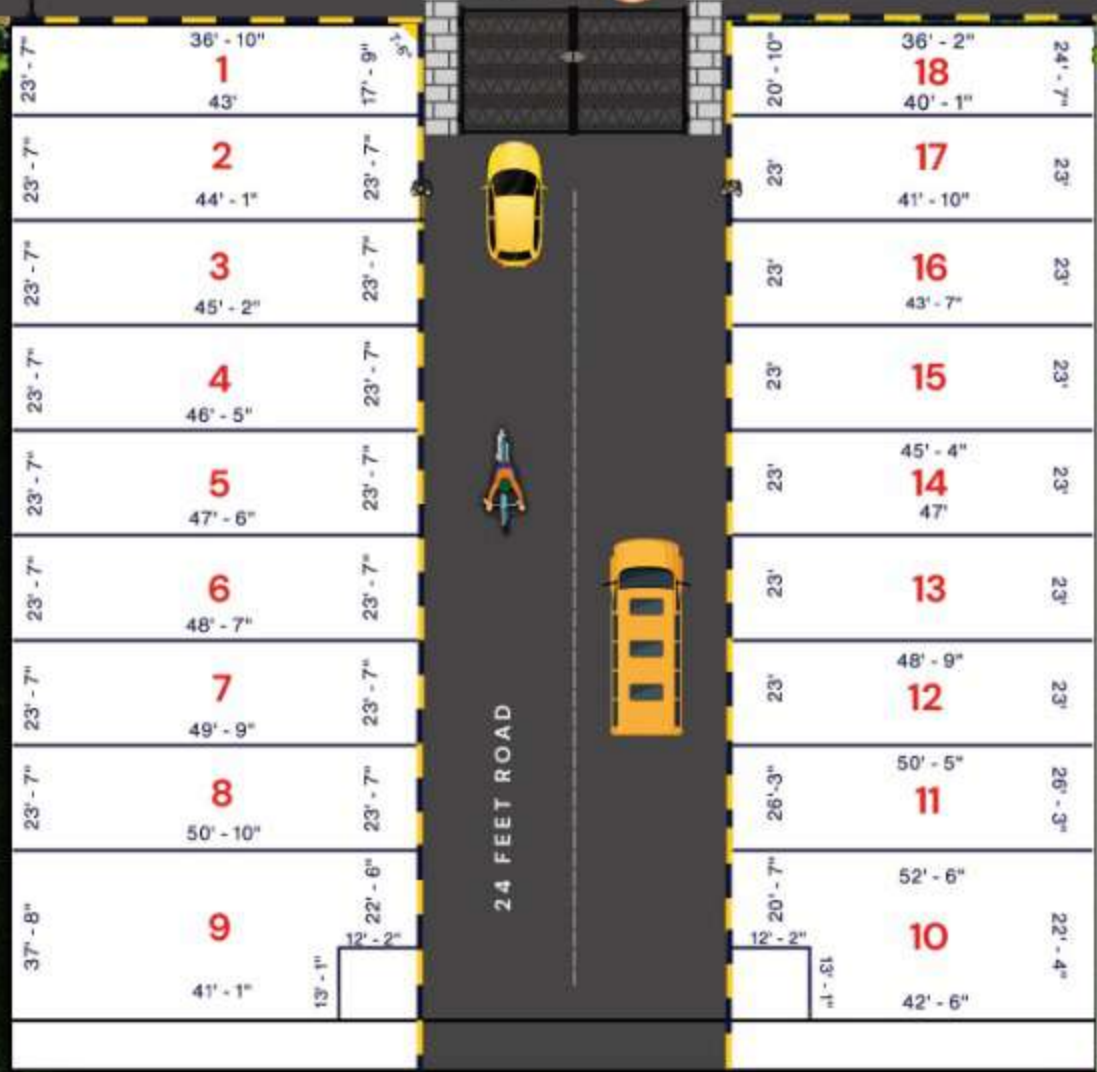 36' - 10"
23' - 7"
1
17' - 9"
43'
23' - 7"
2
23' - 7"
44' - 1"
23' - 7"
3
23' - 7"
45' - 2"
23' - 7"
4
23' - 7"
46' - 5"
23' - 7"
5
23' - 7"
47' - 6"
23' - 7"
6
23' - 7"
48' - 7"
23' - 7"
7
23' - 7"
49' - 9"
23' - 7"
8
23' - 7"
50' - 10"
37' - 8"
9
22' - 6"
12' - 2"
13' - 1"
41' - 1"
24 FEET ROAD
36' - 2"
20' - 10"
18
24' - 7"
40' - 1"
23'
17
23'
41' - 10"
23'
16
23'
43' - 7"
23'
15
23'
45' - 4"
23'
14
23'
47'
23'
13
23'
48' - 9"
23'
12
23'
50' - 5"
26'-3"
11
26' - 3"
52' - 6"
20' - 7"
10
22' - 4"
12' - 2"
13' - 1"
42' - 6"